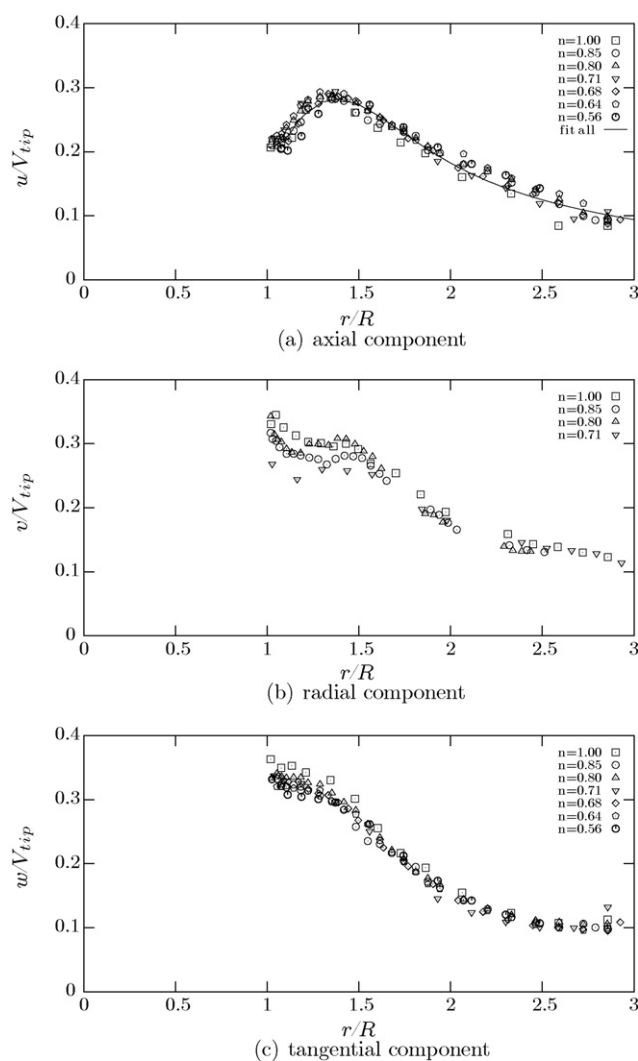 0.4
n=1.00
n=0.85
n=0.80
n=0.71
n=0.68
n=0.64
n=0.56
fit all
0.3
0.2
0.1
0
u/V_tip
0 0.5 1 1.5 2 2.5 3
r/R
(a) axial component
0.4
n=1.00
n=0.85
n=0.80
n=0.71
0.3
0.2
0.1
0
v/V_tip
0 0.5 1 1.5 2 2.5 3
r/R
(b) radial component
0.4
n=1.00
n=0.85
n=0.80
n=0.71
n=0.68
n=0.64
n=0.56
0.3
0.2
0.1
0
w/V_tip
0 0.5 1 1.5 2 2.5 3
r/R
(c) tangential component